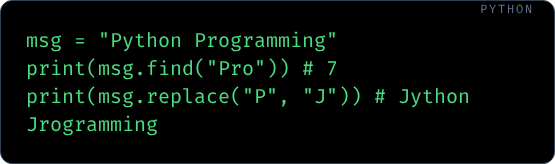 PYTHON
msg = "Python Programming"
print(msg.find("Pro")) # 7
print(msg.replace("P", "J")) # Jython
Jrogramming